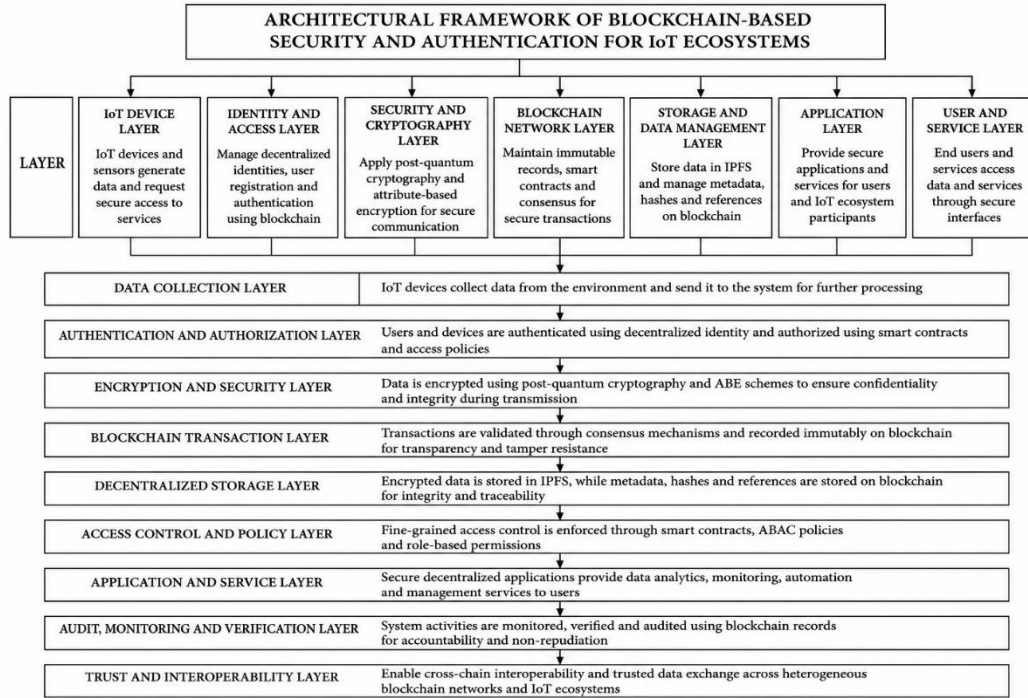 ARCHITECTURAL FRAMEWORK OF BLOCKCHAIN-BASED
SECURITY AND AUTHENTICATION FOR IoT ECOSYSTEMS
LAYER
IoT DEVICE
LAYER
IoT devices and
sensors generate
data and request
secure access to
services
IDENTITY AND
ACCESS LAYER
Manage decentralized
identities, user
registration and
authentication
using blockchain
SECURITY AND
CRYPTOGRAPHY
LAYER
Apply post-quantum
cryptography and
attribute-based
encryption for secure
communication
BLOCKCHAIN
NETWORK LAYER
Maintain immutable
records, smart
contracts and
consensus for
secure transactions
STORAGE AND
DATA MANAGEMENT
LAYER
Store data in IPFS
and manage metadata,
hashes and references
on blockchain
APPLICATION
LAYER
Provide secure
applications and
services for users
and IoT ecosystem
participants
USER AND
SERVICE LAYER
End users and
services access
data and services
through secure
interfaces
DATA COLLECTION LAYER
IoT devices collect data from the environment and send it to the system for further processing
AUTHENTICATION AND AUTHORIZATION LAYER
Users and devices are authenticated using decentralized identity and authorized using smart contracts
and access policies
ENCRYPTION AND SECURITY LAYER
Data is encrypted using post-quantum cryptography and ABE schemes to ensure confidentiality
and integrity during transmission
BLOCKCHAIN TRANSACTION LAYER
Transactions are validated through consensus mechanisms and recorded immutably on blockchain
for transparency and tamper resistance
DECENTRALIZED STORAGE LAYER
Encrypted data is stored in IPFS, while metadata, hashes and references are stored on blockchain
for integrity and traceability
ACCESS CONTROL AND POLICY LAYER
Fine-grained access control is enforced through smart contracts, ABAC policies
and role-based permissions
APPLICATION AND SERVICE LAYER
Secure decentralized applications provide data analytics, monitoring, automation
and management services to users
AUDIT, MONITORING AND VERIFICATION LAYER
System activities are monitored, verified and audited using blockchain records
for accountability and non-repudiation
TRUST AND INTEROPERABILITY LAYER
Enable cross-chain interoperability and trusted data exchange across heterogeneous
blockchain networks and IoT ecosystems